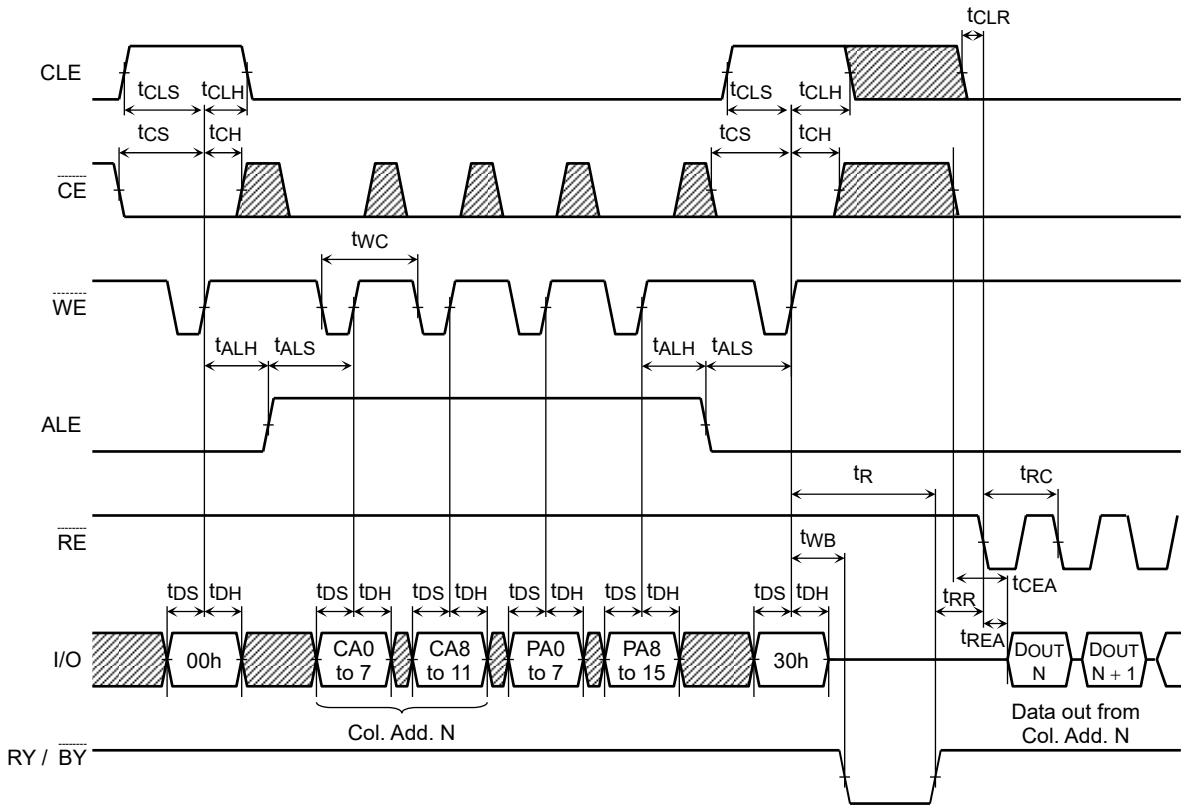 tCLR
CLE
tCLS tCLH tCLS tCLH
tCS tCH tCS tCH
CE
tWC
WE
tALH tALS tALH tALS
ALE
tR tRC
RE
tWB
tDS tDH tDS tDH tDS tDH tDS tDH tDS tDH tDS tDH tCEA
tRR
tREA
I/O 00h CA0 to 7 CA8 to 11 PA0 to 7 PA8 to 15 30h DOUT N DOUT N + 1
Col. Add. N
Data out from
Col. Add. N
RY / BY